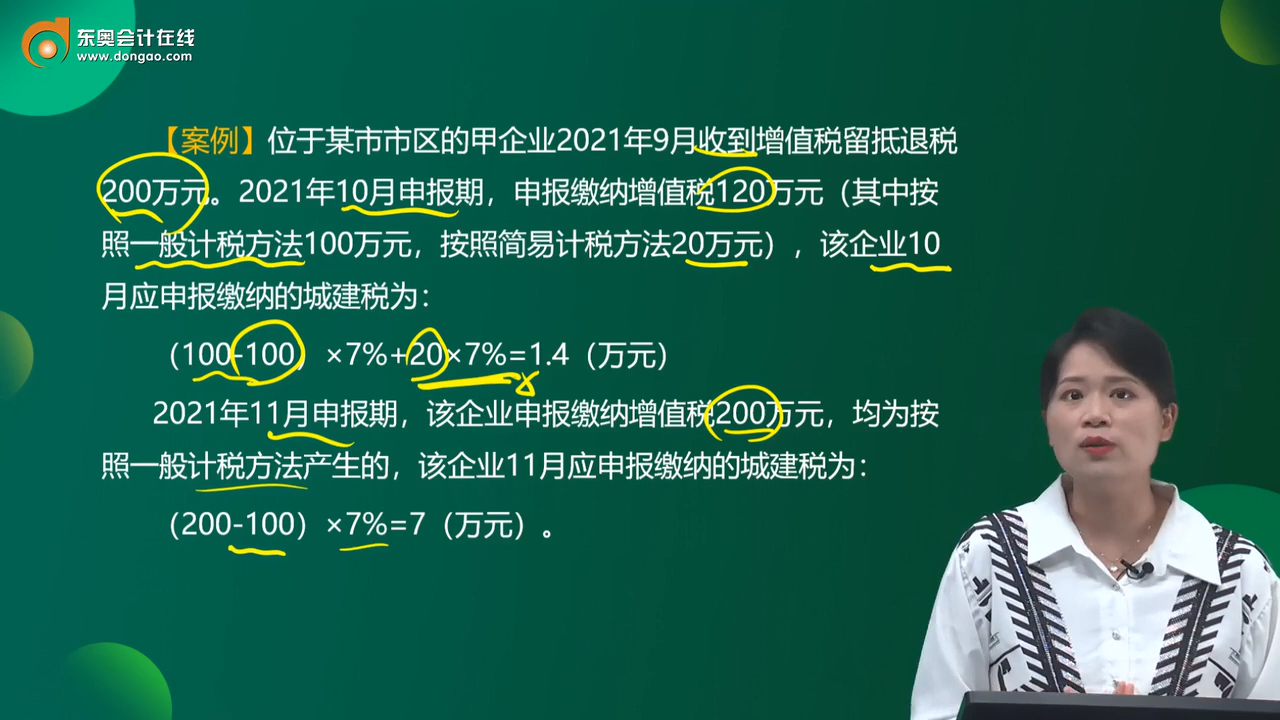 东奥会计在线
www.dongao.com
【案例】位于某市市区的甲企业2021年9月收到增值税留抵退税
200万元。2021年10月申报期，申报缴纳增值税120万元（其中按
照一般计税方法100万元，按照简易计税方法20万元），该企业10
月应申报缴纳的城建税为：
（100-100）×7%+20×7%=1.4（万元）
2021年11月申报期，该企业申报缴纳增值税200万元，均为按
照一般计税方法产生的，该企业11月应申报缴纳的城建税为：
（200-100）×7%=7（万元）。